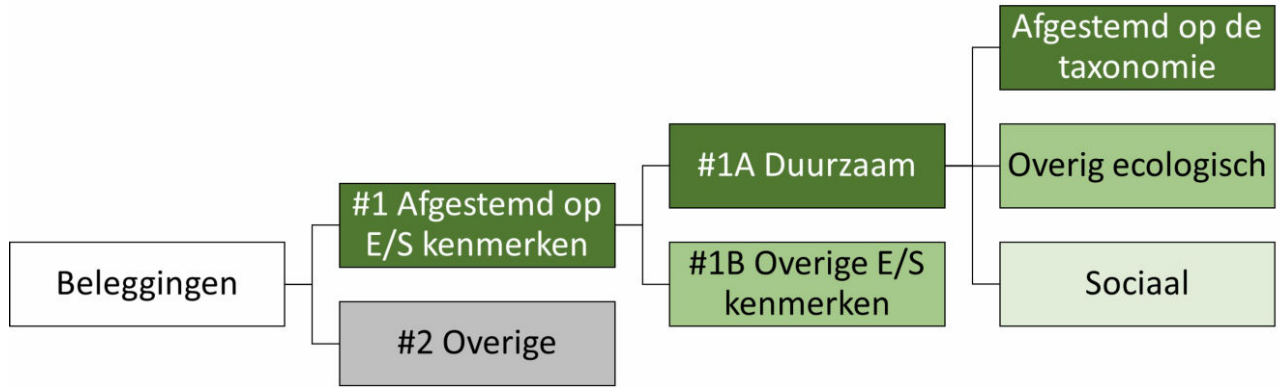 Beleggingen
#1 Afgestemd op
E/S kenmerken
#2 Overige
#1A Duurzaam
#1B Overige E/S
kenmerken
Afgestemd op de
taxonomie
Overig ecologisch
Sociaal